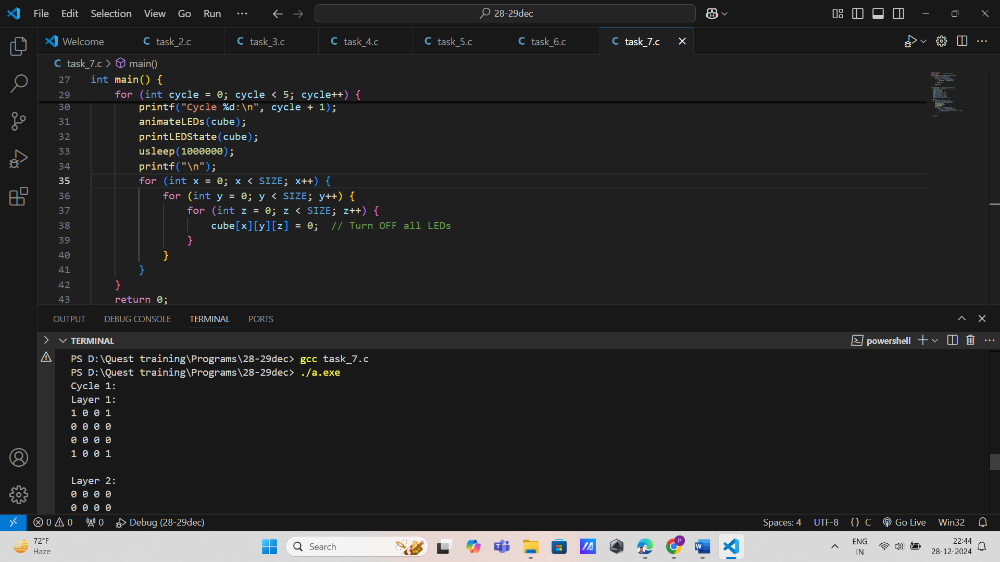 File Edit Selection View Go Run ··· 28-29dec
Welcome task_2.c task_3.c task_4.c task_5.c task_6.c task_7.c
task_7.c > main()
27 int main() {
29 for (int cycle = 0; cycle < 5; cycle++) {
30 printf("Cycle %d:\n", cycle + 1);
31 animateLEDs(cube);
32 printLEDState(cube);
33 usleep(1000000);
34 printf("\n");
35 for (int x = 0; x < SIZE; x++) {
36 for (int y = 0; y < SIZE; y++) {
37 for (int z = 0; z < SIZE; z++) {
38 cube[x][y][z] = 0; // Turn OFF all LEDs
39 }
40 }
41 }
42 }
43 return 0;
OUTPUT DEBUG CONSOLE TERMINAL PORTS
TERMINAL powershell
PS D:\Quest training\Programs\28-29dec> gcc task_7.c
PS D:\Quest training\Programs\28-29dec> ./a.exe
Cycle 1:
Layer 1:
1 0 0 1
0 0 0 0
0 0 0 0
1 0 0 1
Layer 2:
0 0 0 0
0 0 0 0
0 0 0 Debug (28-29dec) Spaces: 4 UTF-8 {} C Go Live Win32
72°F
Haze
Search
ENG
IN
22:44
28-12-2024